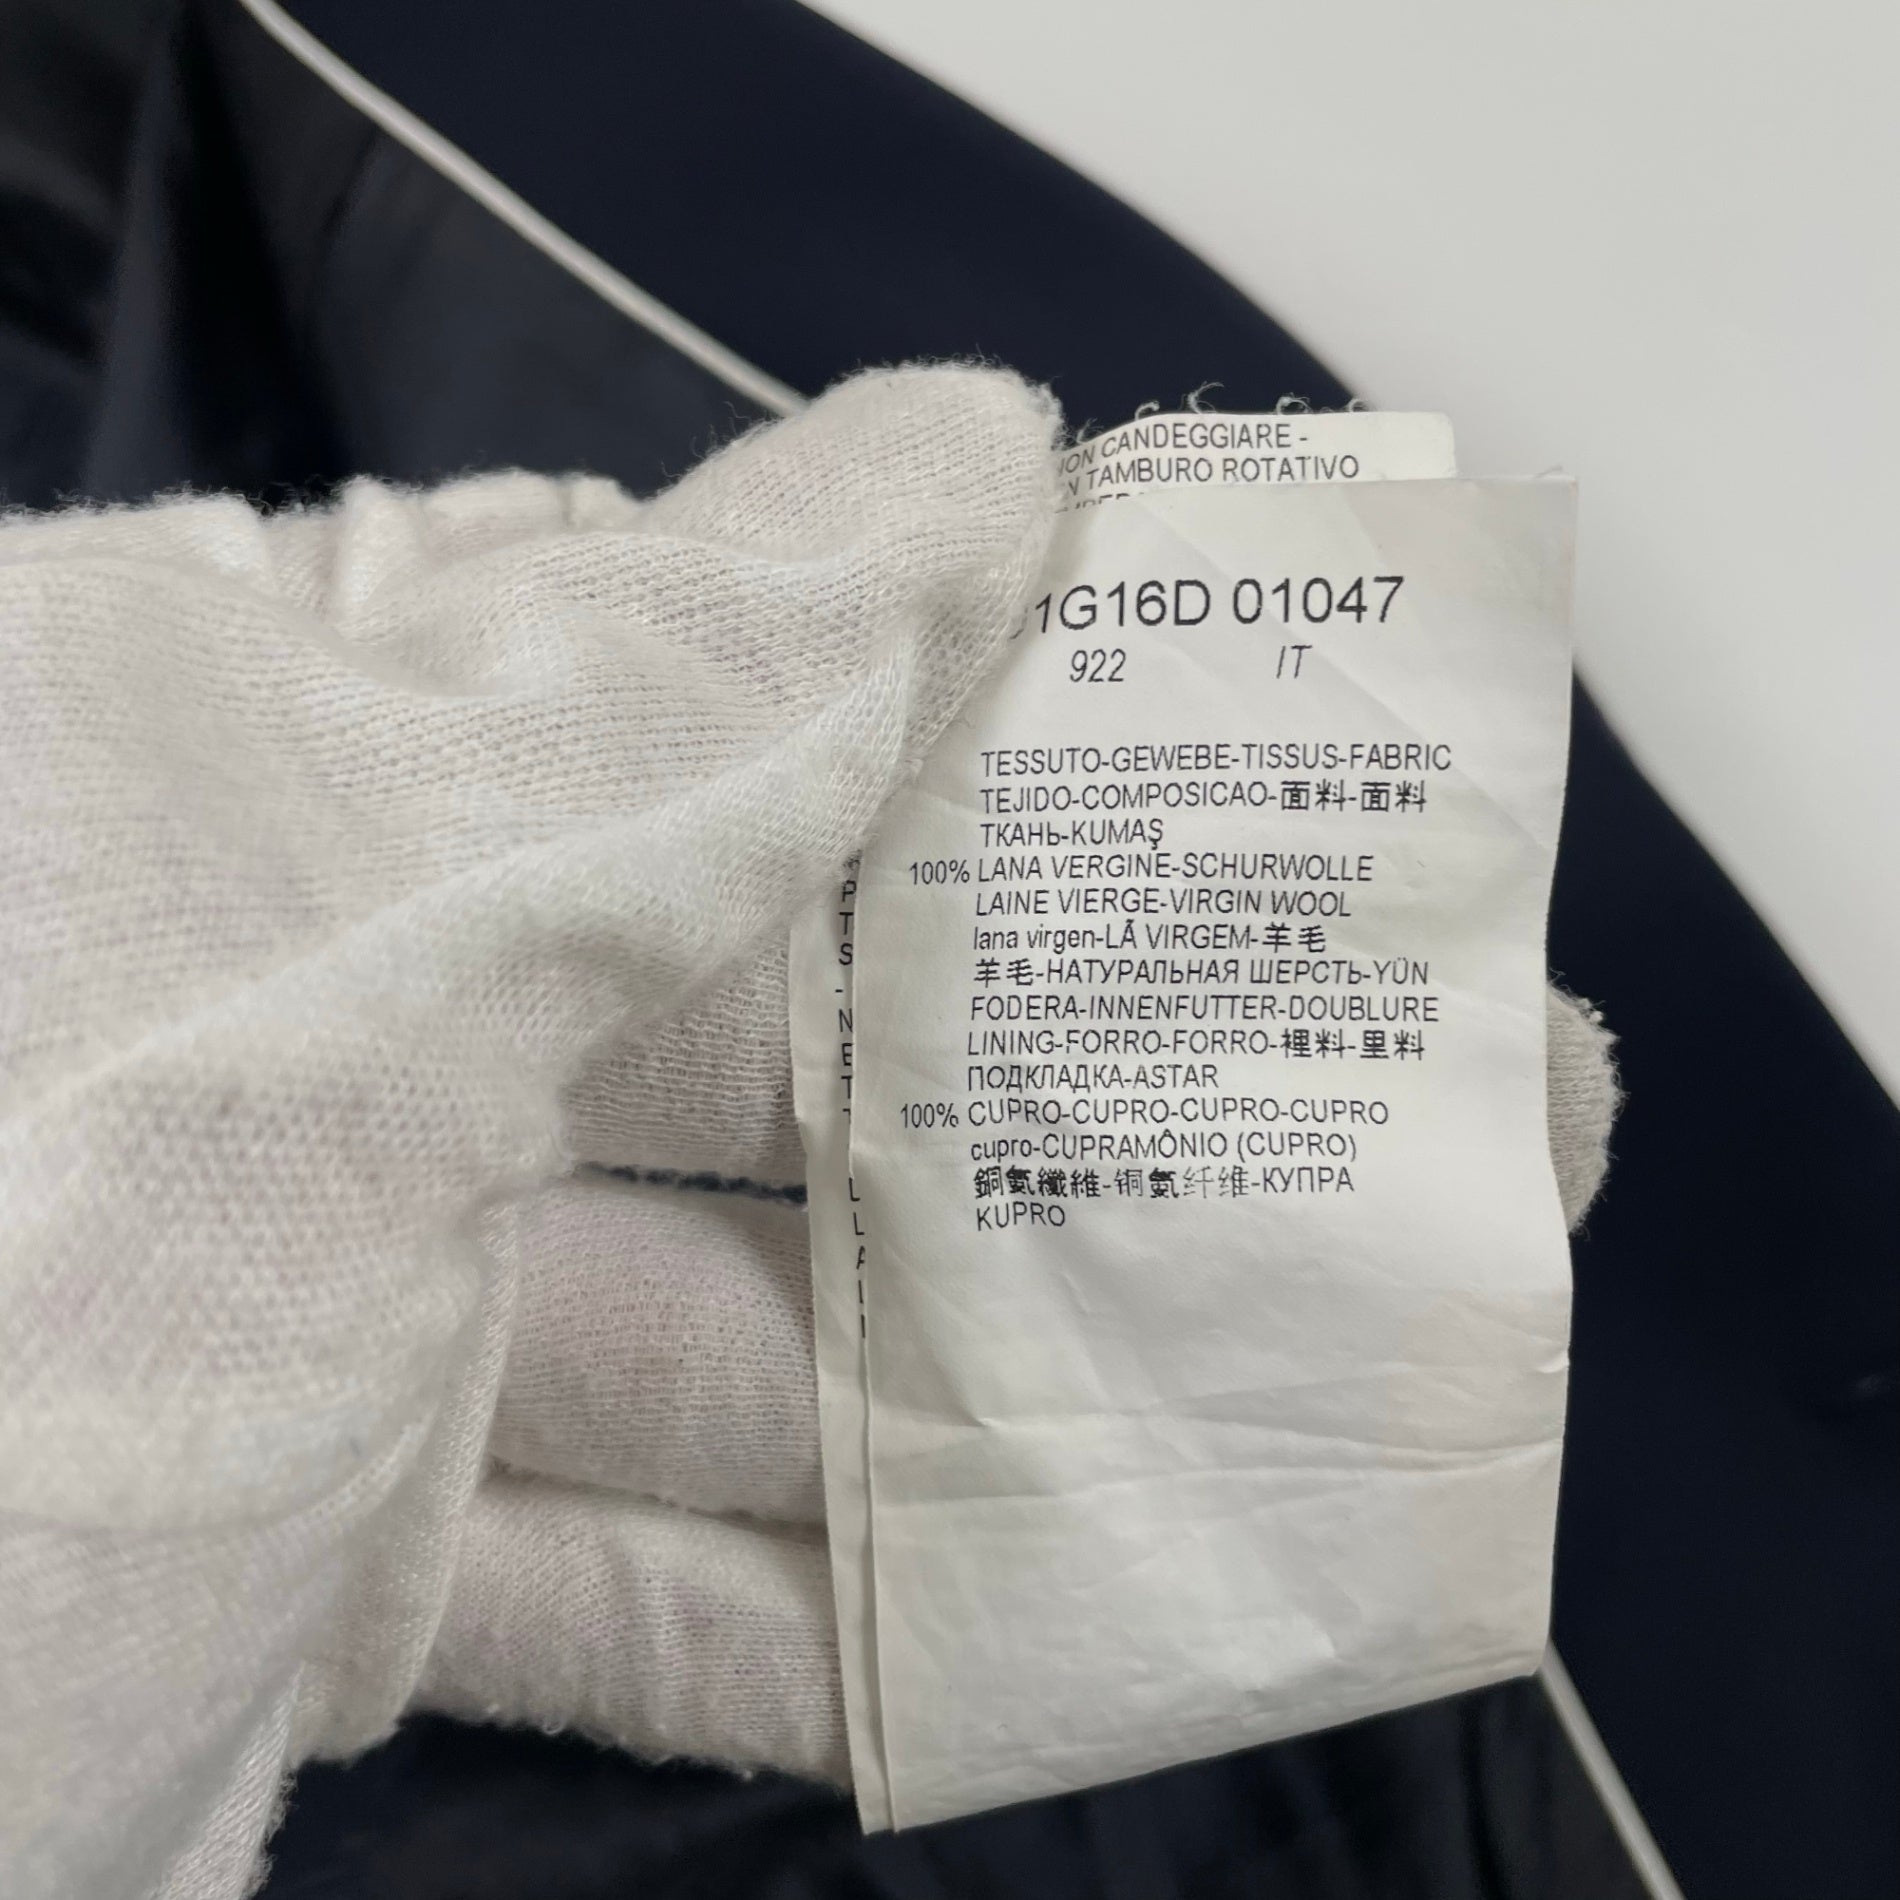 CANDEGGIARE -
TAMBURO ROTATIVO
1G16D 01047
922 IT
TESSUTO-GEWEBE-TISSUS-FABRIC
TEJIDO-COMPOSICAO-面料-面料
ТКАНЬ-KUMAŞ
100% LANA VERGINE-SCHURWOLLE
LAINE VIERGE-VIRGIN WOOL
lana virgen-LÃ VIRGEM-羊毛
羊毛-НАТУРАЛЬНАЯ ШЕРСТЬ-YÜN
FODERA-INNENFUTTER-DOUBLURE
LINING-FORRO-FORRO-裡料-里料
ПОДКЛАДКА-ASTAR
100% CUPRO-CUPRO-CUPRO-CUPRO
cupro-CUPRAMÔNIO (CUPRO)
銅氨纖維-铜氨纤维-КУПРА
KUPRO